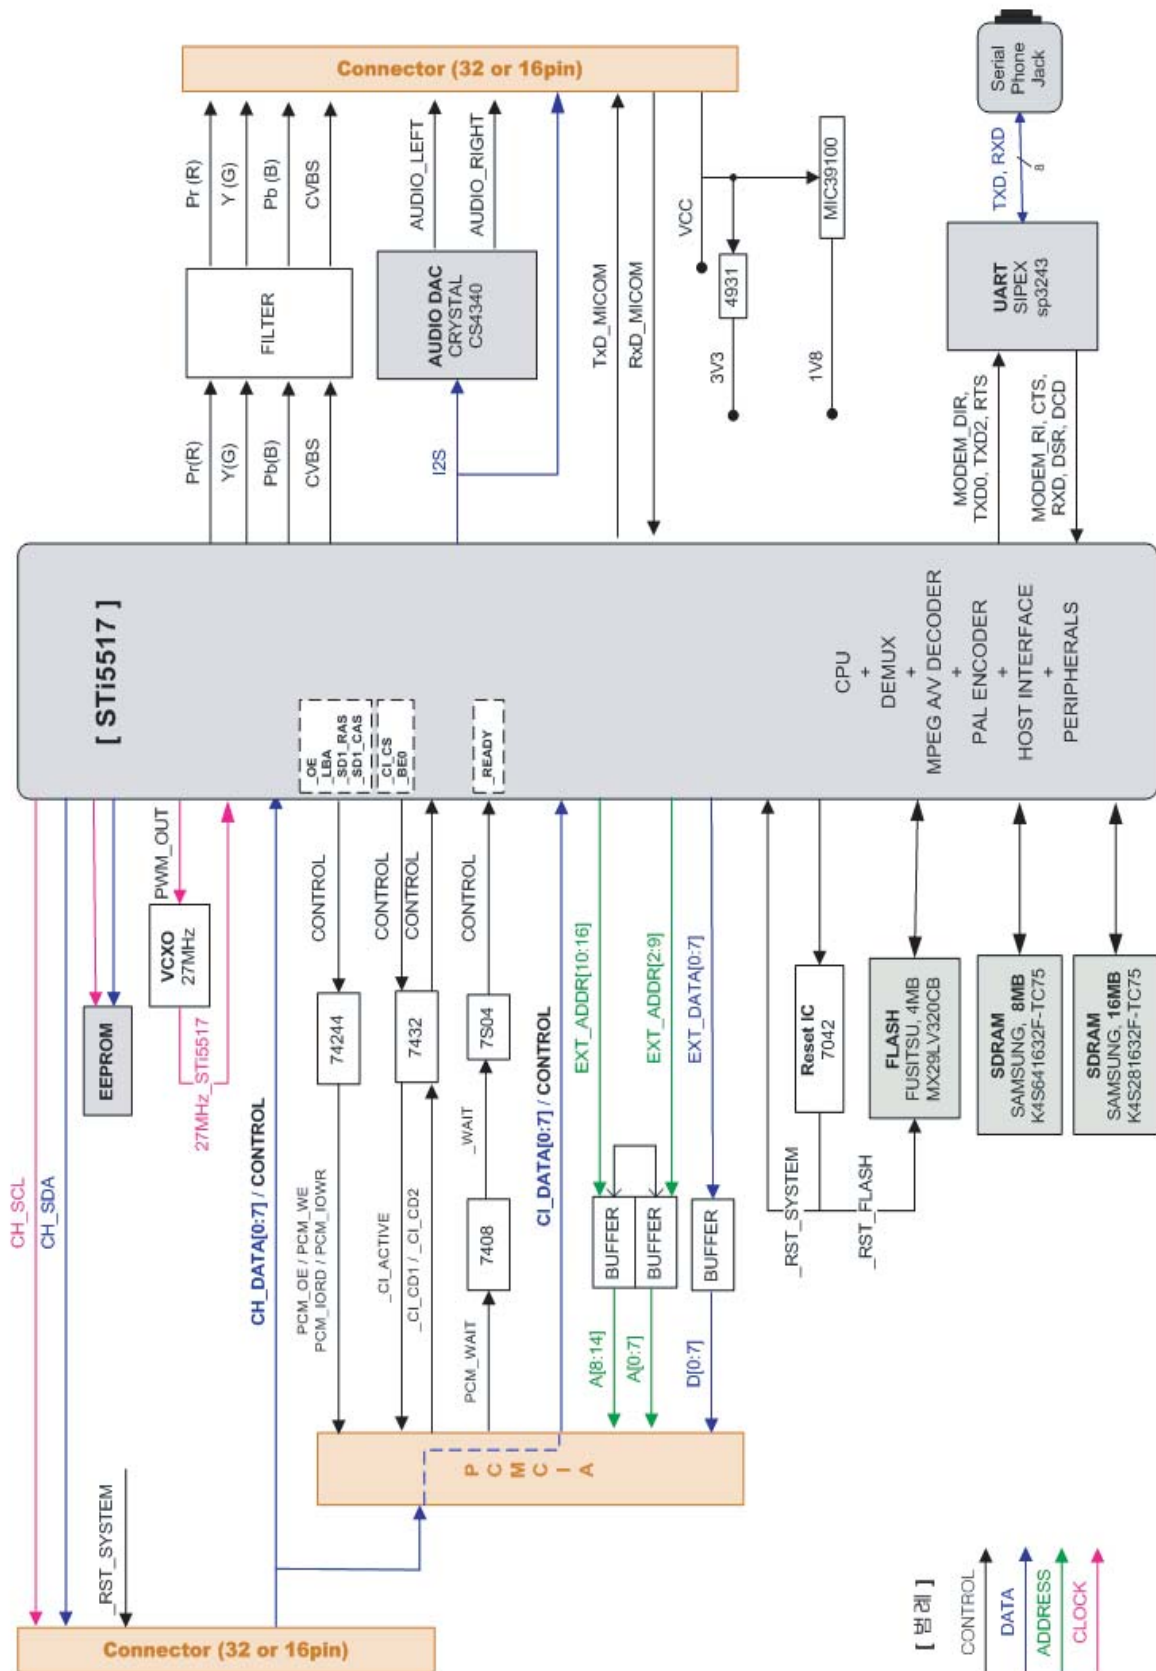 Connector (32 or 16pin)
Pr (R)
Y (G)
Pb (B)
CVBS
AUDIO_LEFT
AUDIO_RIGHT
FILTER
AUDIO DAC
CRYSTAL
CS4340
Pr(R)
Y(G)
Pb(B)
CVBS
I2S
TxD_MICOM
RxD_MICOM
VCC
4931
3V3
MIC39100
1V8
Serial
Phone
Jack
TXD, RXD
8
UART
SIPEX
sp3243
MODEM_DIR,
TXD0, TXD2, RTS
MODEM_RI, CTS,
RXD, DSR, DCD
[ STi5517 ]
_OE
_LBA
_SD1_RAS
_SD1_CAS
_CI_CS
_BE0
_READY
CPU
+
DEMUX
+
MPEG A/V DECODER
+
PAL ENCODER
+
HOST INTERFACE
+
PERIPHERALS
CH_SCL
CH_SDA
EEPROM
PWM_OUT
VCXO
27MHz
27MHz_STi5517
CH_DATA[0:7] / CONTROL
CONTROL
74244
PCM_OE / PCM_WE
PCM_IORD / PCM_IOWR
CONTROL
CONTROL
7432
_CI_ACTIVE
_CI_CD1 / _CI_CD2
CONTROL
7S04
_WAIT
7408
PCM_WAIT
CI_DATA[0:7] / CONTROL
EXT_ADDR[10:16]
EXT_ADDR[2:9]
EXT_DATA[0:7]
BUFFER
BUFFER
BUFFER
A[8:14]
A[0:7]
D[0:7]
PCMCIA
Reset IC
7042
_RST_SYSTEM
_RST_FLASH
FLASH
FUSITSU, 4MB
MX29LV320CB
SDRAM
SAMSUNG, 8MB
K4S641632F-TC75
SDRAM
SAMSUNG, 16MB
K4S281632F-TC75
_RST_SYSTEM
Connector (32 or 16pin)
[ 범례 ]
CONTROL
DATA
ADDRESS
CLOCK